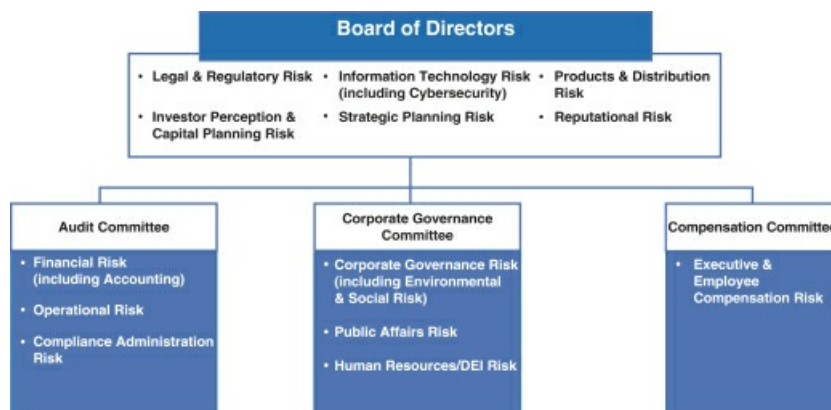 Board of Directors
• Legal & Regulatory Risk
• Information Technology Risk
(including Cybersecurity)
• Products & Distribution
Risk
• Investor Perception &
Capital Planning Risk
• Strategic Planning Risk
• Reputational Risk
Audit Committee
• Financial Risk
(including Accounting)
• Operational Risk
• Compliance Administration
Risk
Corporate Governance
Committee
• Corporate Governance Risk
(including Environmental
& Social Risk)
• Public Affairs Risk
• Human Resources/DEI Risk
Compensation Committee
• Executive &
Employee
Compensation Risk